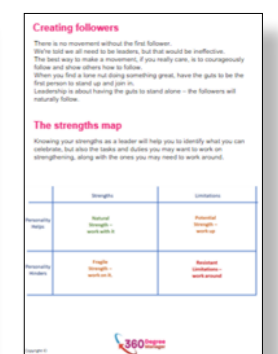 Creating followers
There is no movement without the first follower.
We're told we all need to be leaders, but that would be ineffective.
The best way to make a movement, if you really care, is to courageously
follow and show others how to follow.
When you find a lone nut doing something great, have the guts to be the
first person to stand up and join in.
Leadership is about having the guts to stand alone – the followers will
naturally follow.
The strengths map
Knowing your strengths as a leader will help you to identify what you can
celebrate, but also the tasks and duties you may want to work on
strengthening, along with the ones you may need to work around.
Strengths Limitations
Personality
Helps
Natural
Strength –
work with it
Potential
Strength –
work up
Personality
Hinders
Fragile
Strength –
work on it
Resistant
Limitations –
work around
360 Degree
Manager
Copyright ©